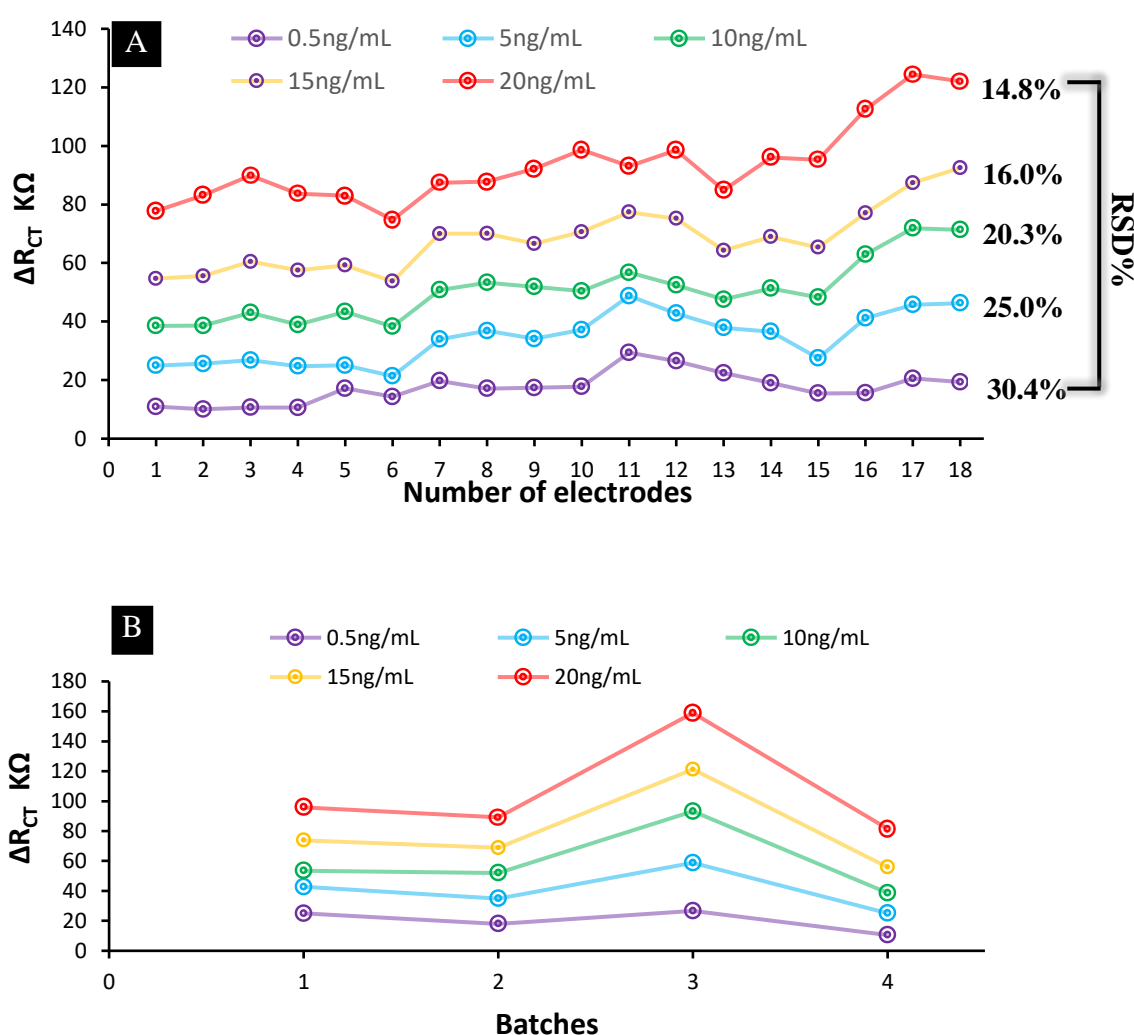 A
0.5ng/mL 5ng/mL 10ng/mL
15ng/mL 20ng/mL
140
120
100
80
60
40
20
0
ΔRCT KΩ
14.8%
16.0%
20.3%
25.0%
30.4%
RSD%
0 1 2 3 4 5 6 7 8 9 10 11 12 13 14 15 16 17 18
Number of electrodes
B
0.5ng/mL 5ng/mL 10ng/mL
15ng/mL 20ng/mL
180
160
140
120
100
80
60
40
20
0
ΔRCT KΩ
0 1 2 3 4
Batches